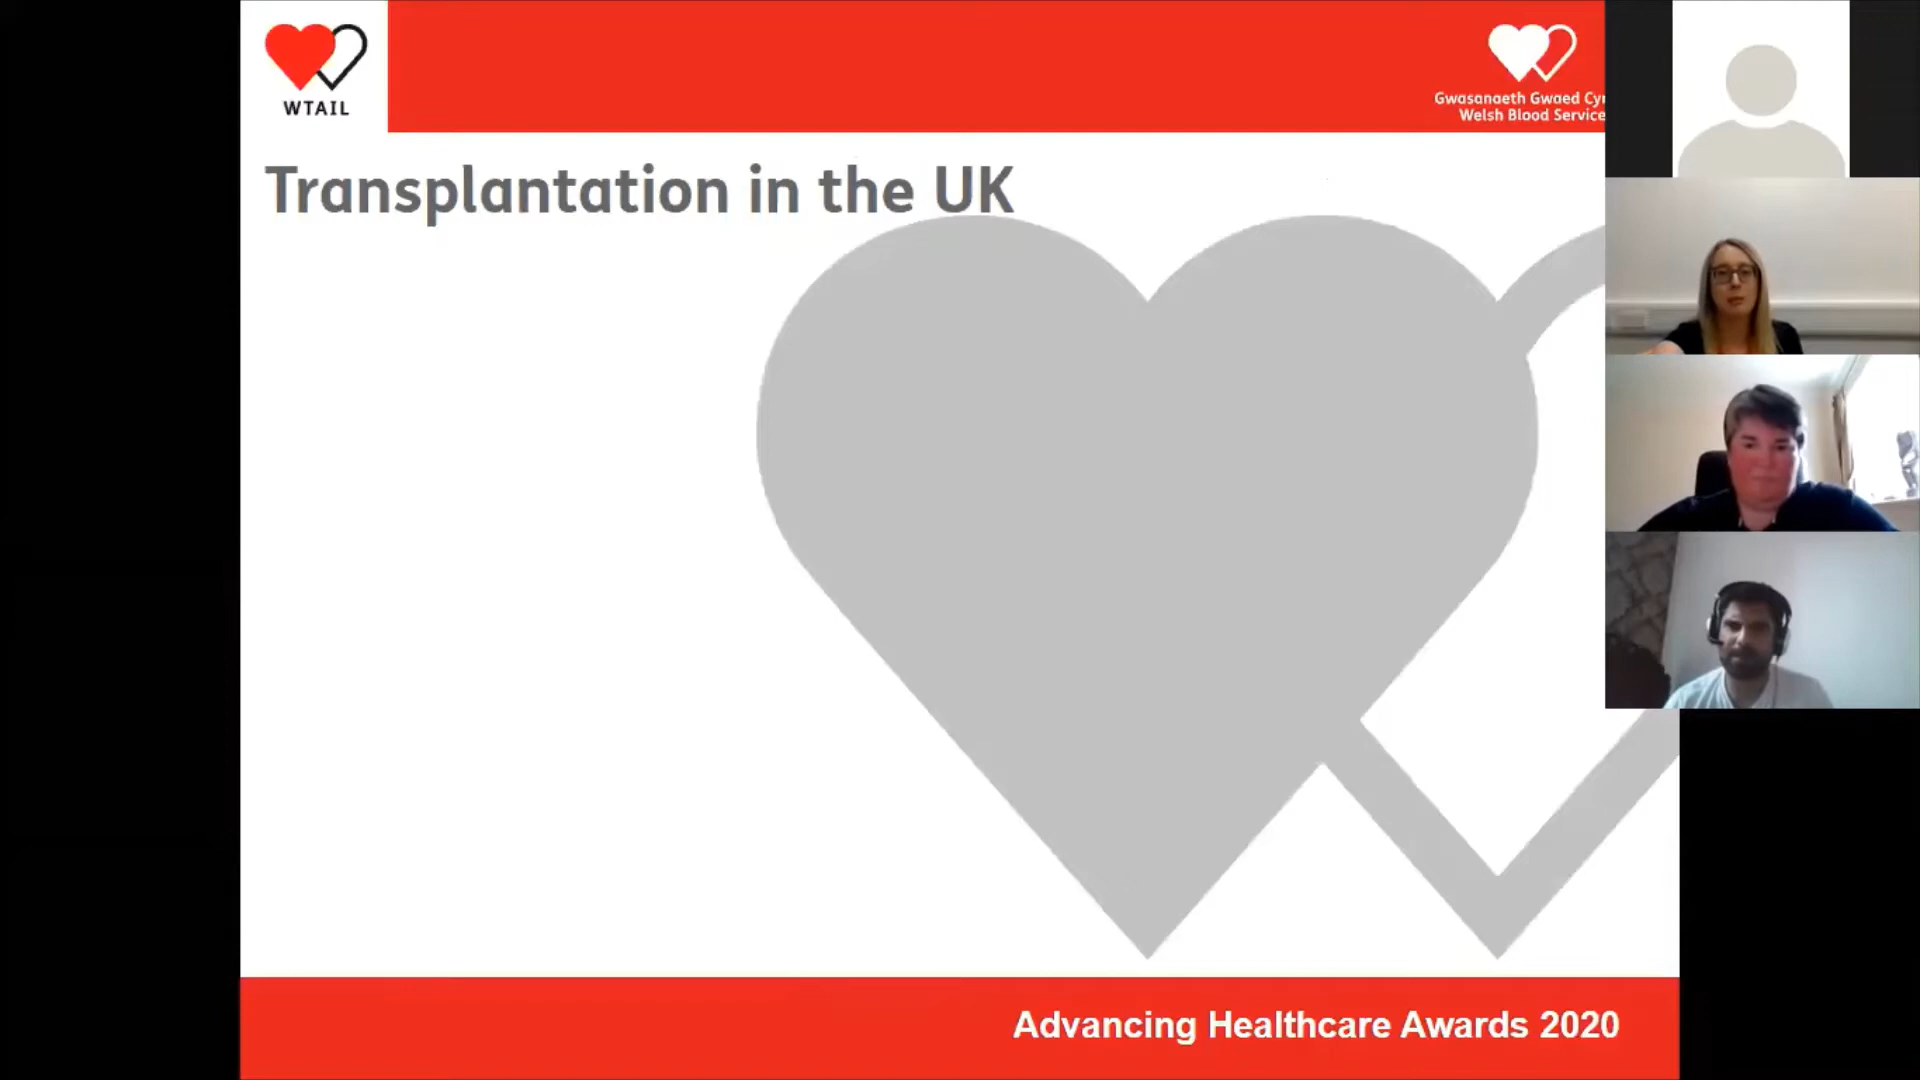 WTAIL
Gwasanaeth Gwaed Cy
Welsh Blood Service
Transplantation in the UK
Advancing Healthcare Awards 2020